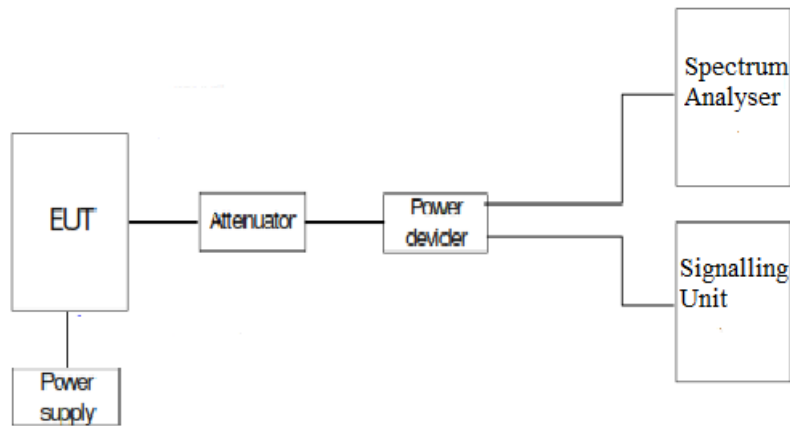 EUT
Attenuator
Power
devider
Spectrum
Analyser
Signalling
Unit
Power
supply